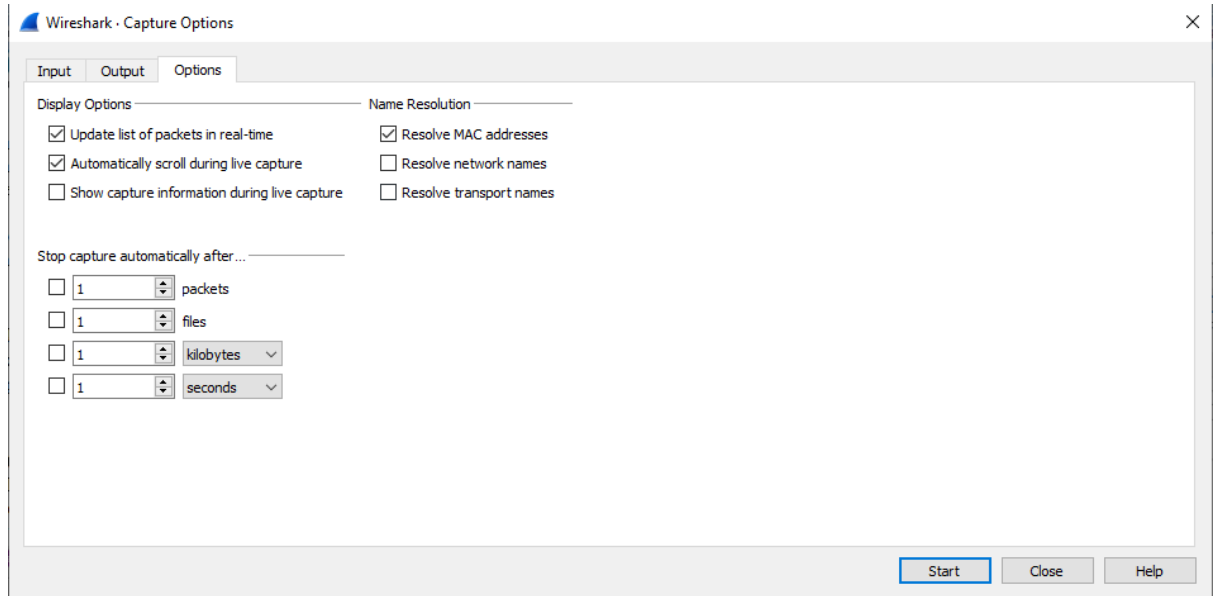 Wireshark · Capture Options
Input Output Options
Display Options
Update list of packets in real-time
Automatically scroll during live capture
Show capture information during live capture
Name Resolution
Resolve MAC addresses
Resolve network names
Resolve transport names
Stop capture automatically after...
1 packets
1 files
1 kilobytes
1 seconds
Start Close Help